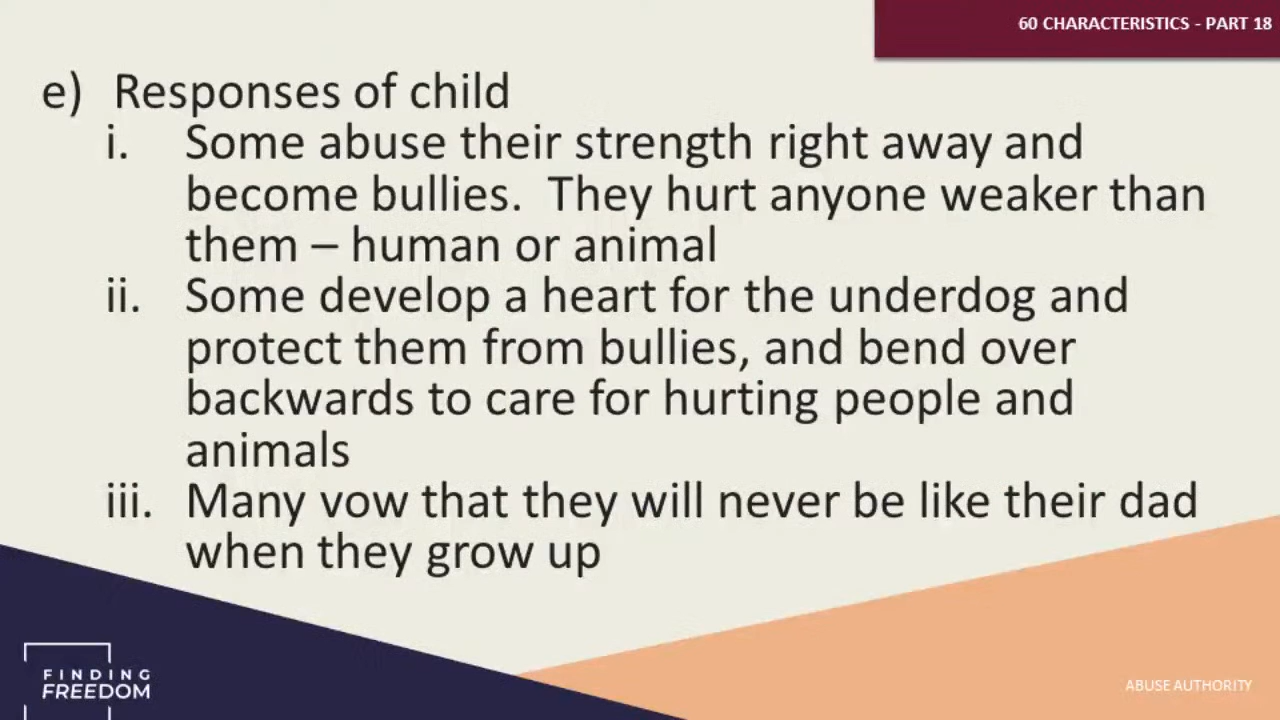 60 CHARACTERISTICS - PART 18
e) Responses of child
i. Some abuse their strength right away and
become bullies.  They hurt anyone weaker than
them – human or animal
ii. Some develop a heart for the underdog and
protect them from bullies, and bend over
backwards to care for hurting people and
animals
iii. Many vow that they will never be like their dad
when they grow up
FINDING
FREEDOM
ABUSE AUTHORITY